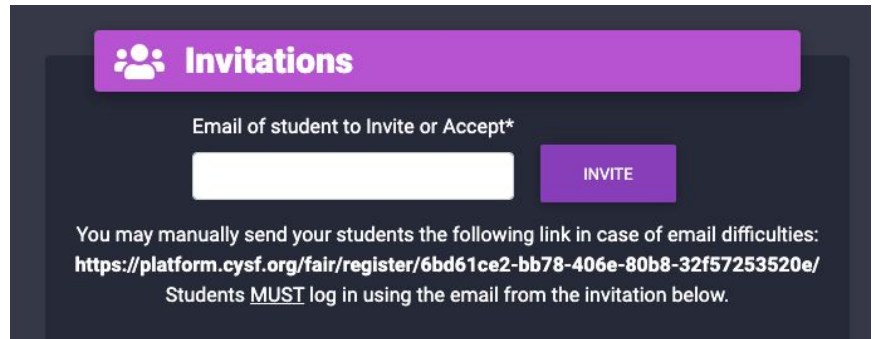 Invitations
Email of student to Invite or Accept*
INVITE
You may manually send your students the following link in case of email difficulties:
https://platform.cysf.org/fair/register/6bd61ce2-bb78-406e-80b8-32f57253520e/
Students MUST log in using the email from the invitation below.